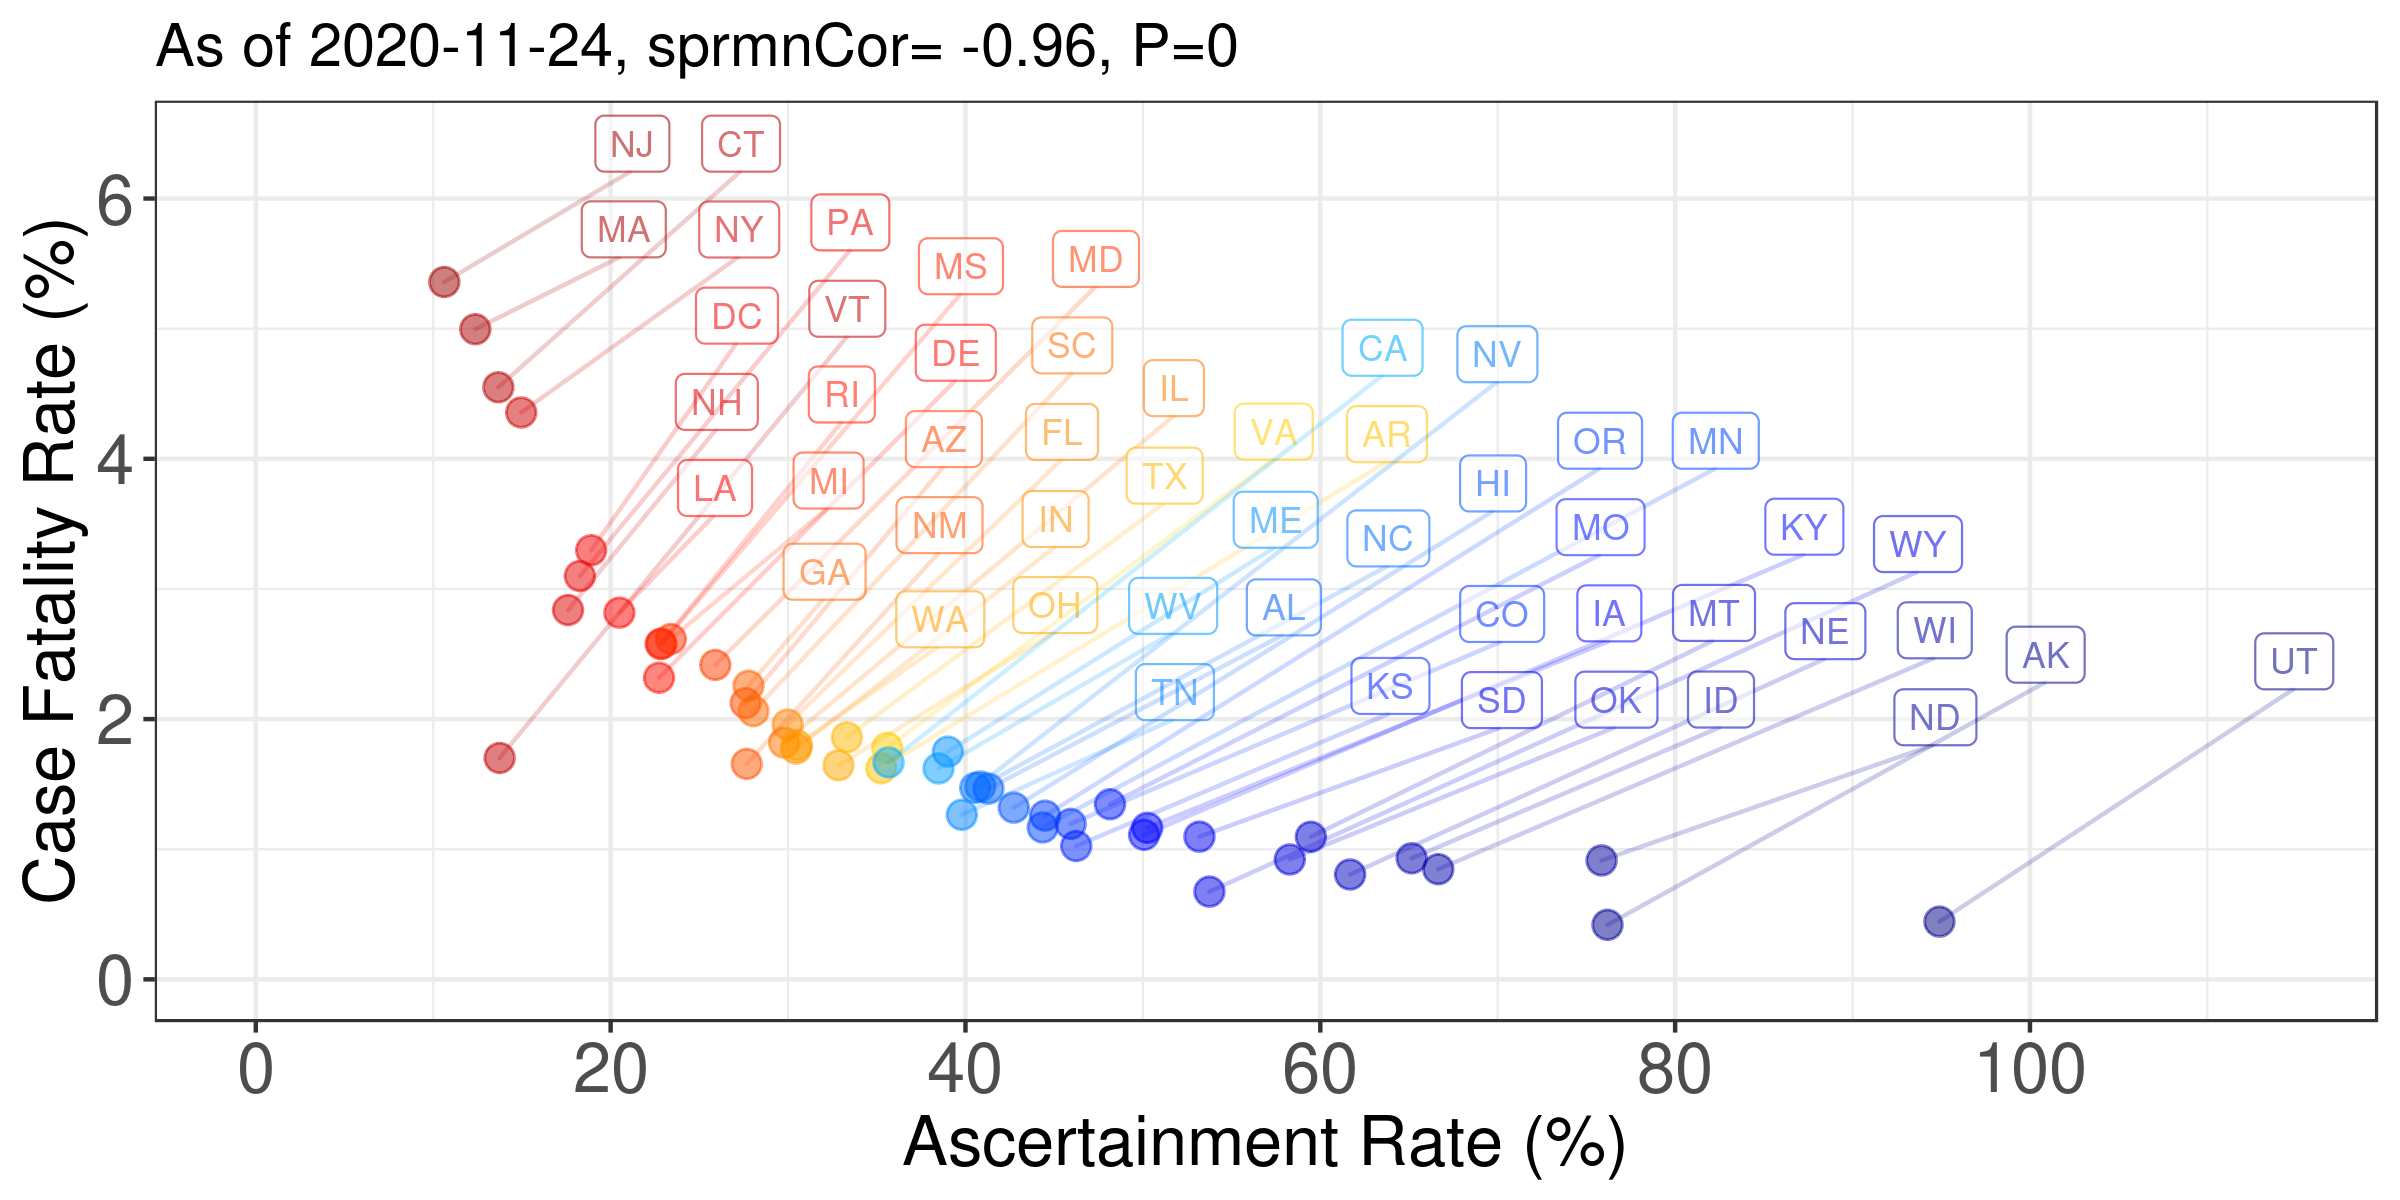 As of 2020-11-24, sprmnCor= -0.96, P=0
Case Fatality Rate (%)
6
4
2
0
NJ
CT
MA
NY
PA
MS
MD
DC
VT
DE
SC
CA
NV
NH
RI
AZ
FL
IL
VA
AR
OR
MN
LA
MI
NM
IN
TX
ME
NC
HI
MO
KY
WY
GA
WA
OH
WV
AL
CO
IA
MT
NE
WI
AK
UT
TN
KS
SD
OK
ID
ND
0 20 40 60 80 100
Ascertainment Rate (%)